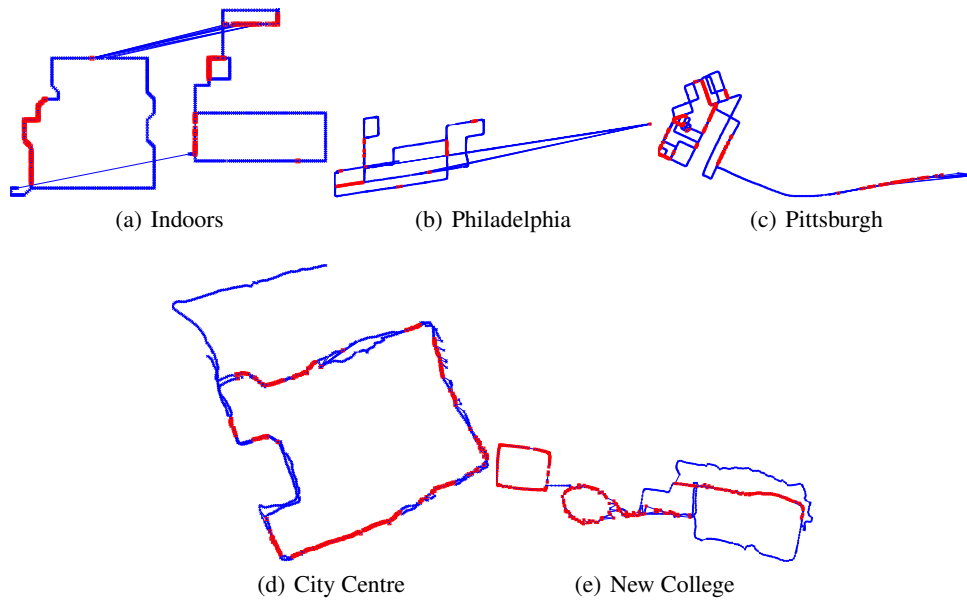 (a) Indoors
(b) Philadelphia
(c) Pittsburgh
(d) City Centre
(e) New College